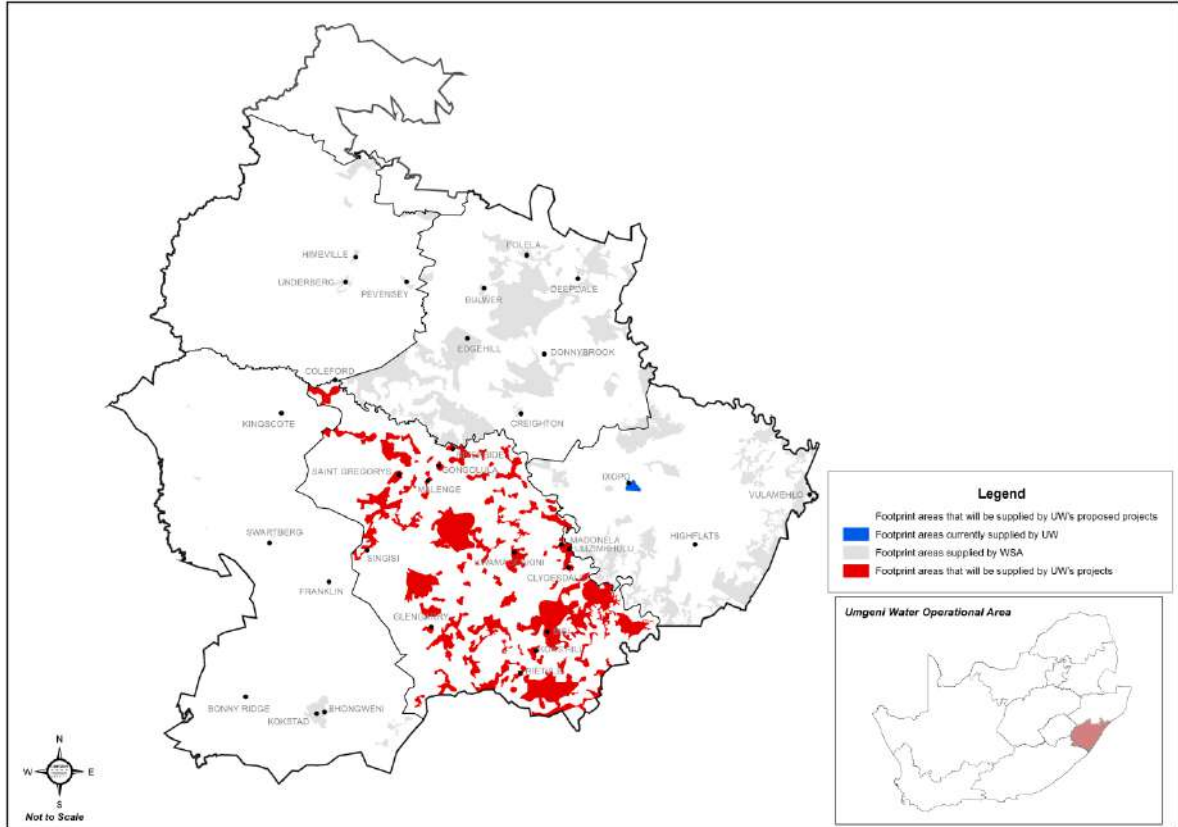 POLELA
HIMEVILLE
UNDERBERG
PEVENSEY
BULWER
DEEPDALE
EDGEHILL
DONNYBROOK
COLEFORD
KINGSCOTE
CREIGHTON
SAINT GREGORYS
GONGOLULA
MALENGE
IXOPO
VULAMEHLO
SWARTBERG
SINGISI
MADONELA
UMZIMKHULU
HIGHFLATS
CLYDESDALE
FRANKLIN
BONNY RIDGE
KOKSTAD
BHONGWENI
Legend
Footprint areas that will be supplied by UW's proposed projects
Footprint areas currently supplied by UW
Footprint areas supplied by WSA
Footprint areas that will be supplied by UW's projects
Umgeni Water Operational Area
N
W
E
S
Not to Scale